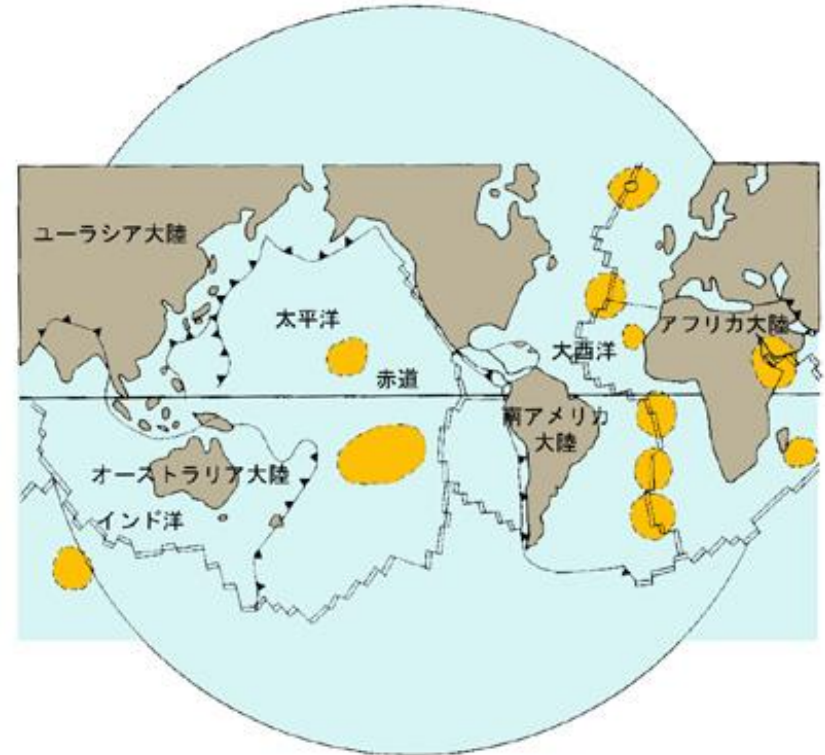 ユーラシア大陸
太平洋
大西洋
アフリカ大陸
赤道
南アメリカ
大陸
オーストラリア大陸
インド洋